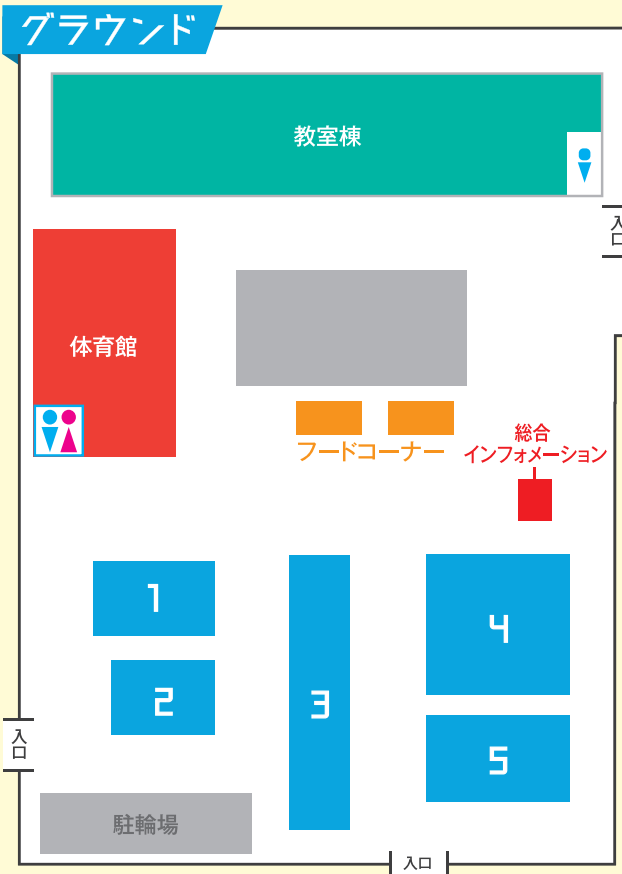 グラウンド
教室棟
入口
体育館
フードコーナー
総合
インフォメーション
1
4
2
3
5
入口
駐輪場
入口